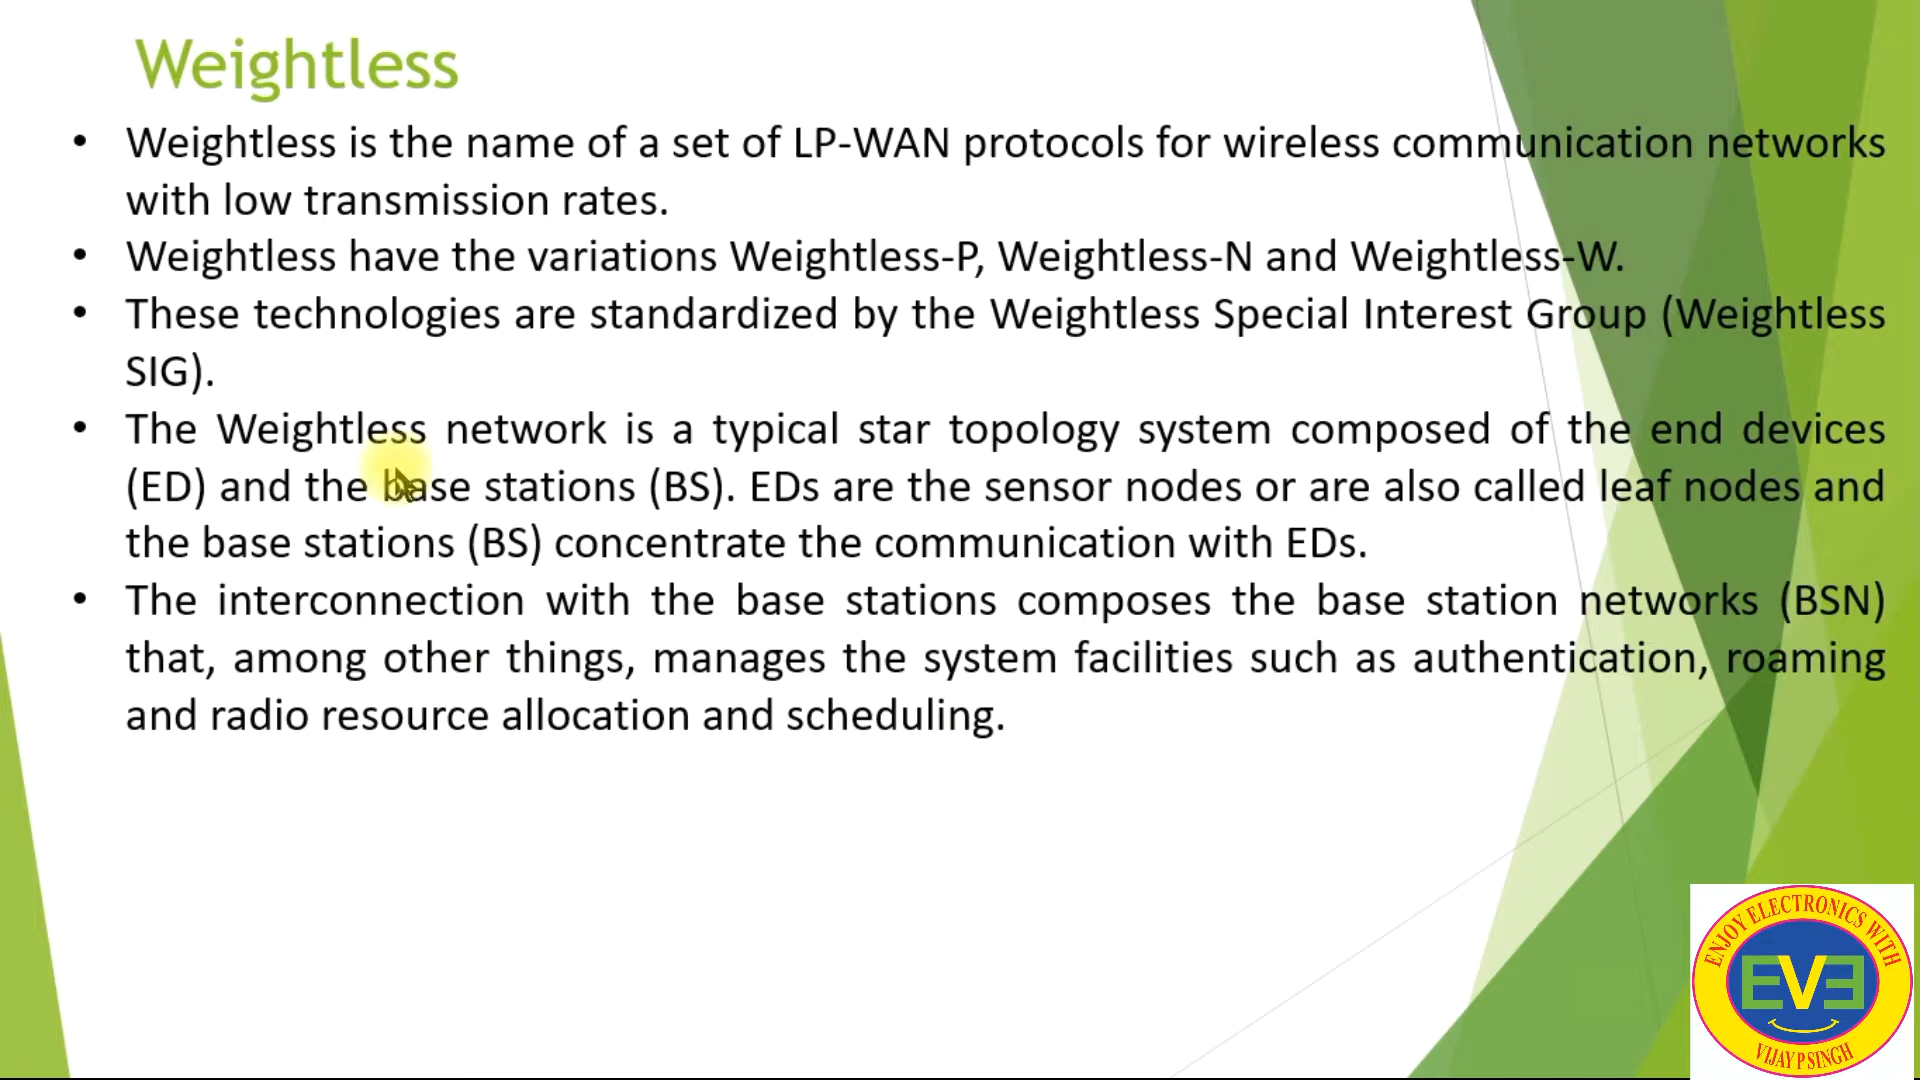 Weightless
• Weightless is the name of a set of LP-WAN protocols for wireless communication networks
with low transmission rates.
• Weightless have the variations Weightless-P, Weightless-N and Weightless-W.
• These technologies are standardized by the Weightless Special Interest Group (Weightless
SIG).
• The Weightless network is a typical star topology system composed of the end devices
(ED) and the base stations (BS). EDs are the sensor nodes or are also called leaf nodes and
the base stations (BS) concentrate the communication with EDs.
• The interconnection with the base stations composes the base station networks (BSN)
that, among other things, manages the system facilities such as authentication, roaming
and radio resource allocation and scheduling.
ENJOY ELECTRONICS WITH
EVE
VIJAY P SINGH